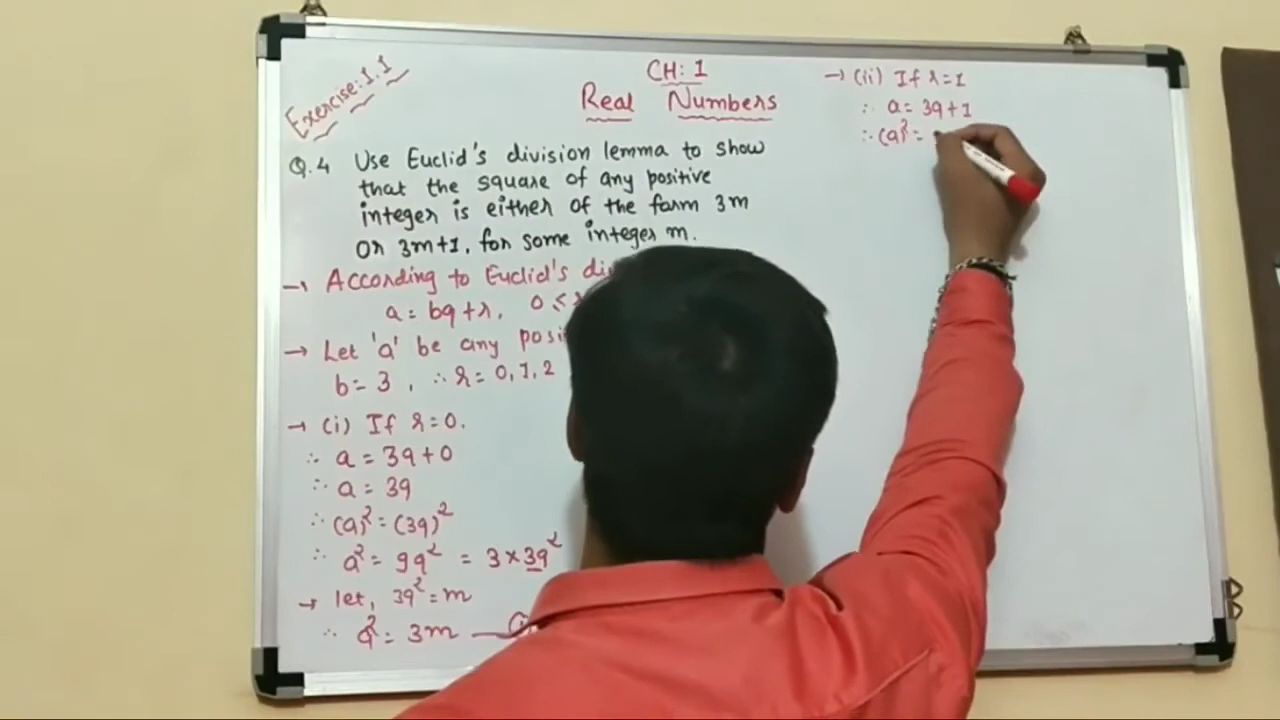 Exercise:1.1
CH: 1
Real Numbers
Q.4 Use Euclid's division lemma to show
that the square of any positive
integer is either of the form 3m
or 3m+1, for some integer m.
→ According to Euclid's
a = bq + r, 0 ≤
→ Let 'a' be any
b = 3 , ∴ r = 0, 1, 2
→ (i) If r = 0.
∴ a = 3q + 0
∴ a = 3q
∴ (a)² = (3q)²
∴ a² = 9q² = 3 × 3q²
→ let, 3q² = m
∴ a² = 3m —
→ (ii) If r = 1
∴ a = 3q + 1
∴ (a)² =